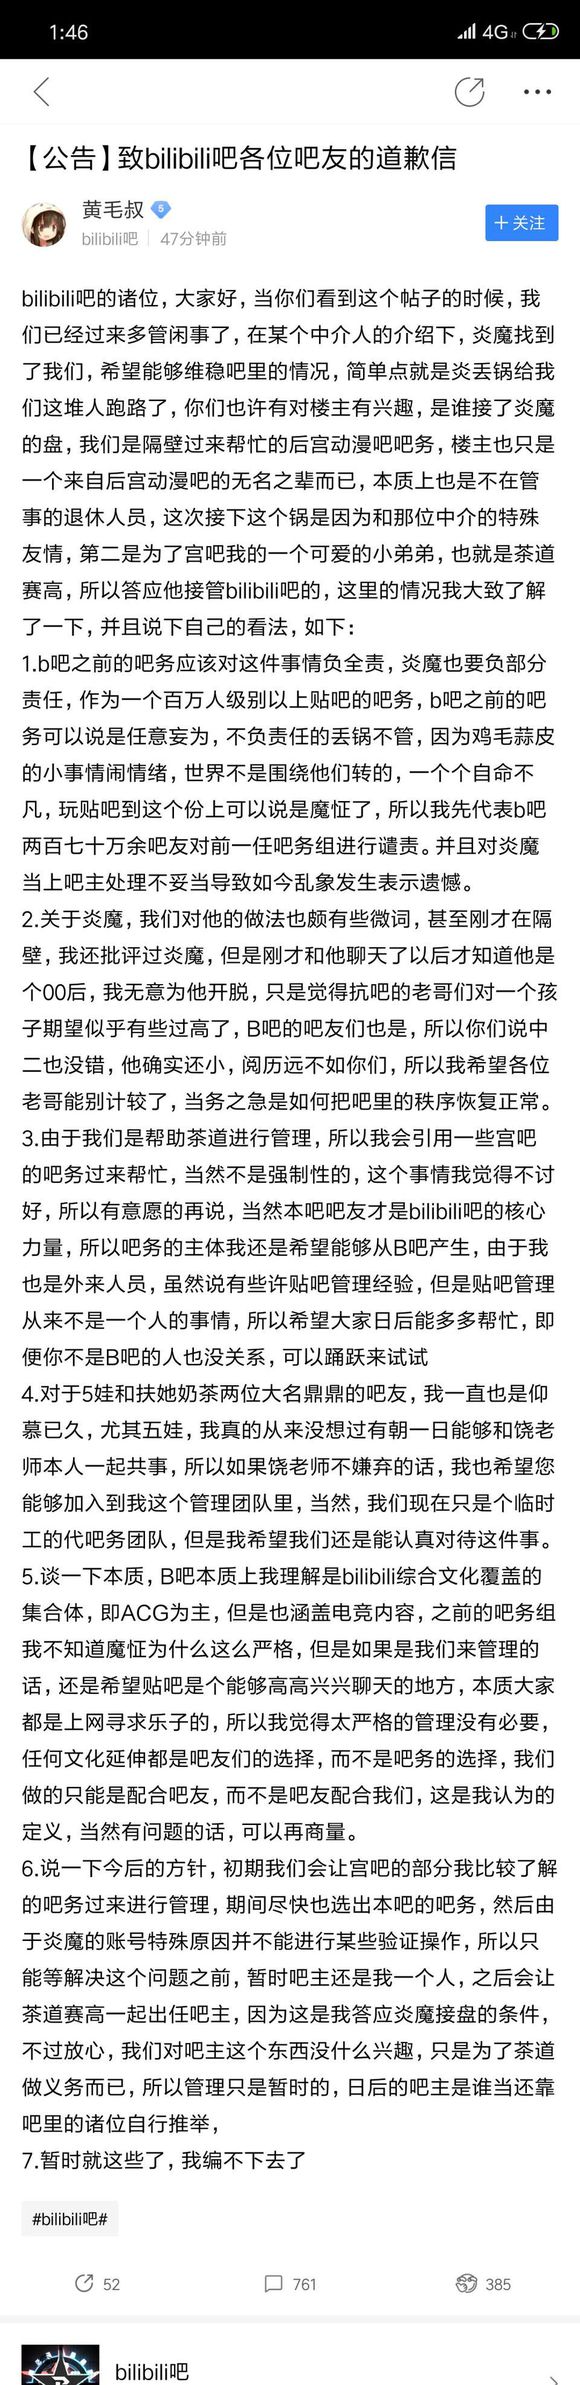 1:46
4G
【公告】致bilibili吧各位吧友的道歉信
黄毛叔 5
bilibili吧 47分钟前
+ 关注
bilibili吧的诸位，大家好，当你们看到这个帖子的时候，我
们已经过来多管闲事了，在某个中介人的介绍下，炎魔找到
了我们，希望能够维稳吧里的情况，简单点就是炎丢锅给我
们这堆人跑路了，你们也许有对楼主有兴趣，是谁接了炎魔
的盘，我们是隔壁过来帮忙的后宫动漫吧吧务，楼主也只是
一个来自后宫动漫吧的无名之辈而已，本质上也是不在管
事的退休人员，这次接下这个锅是因为和那位中介的特殊
友情，第二是为了宫吧我的一个可爱的小弟弟，也就是茶道
赛高，所以答应他接管bilibili吧的，这里的情况我大致了解
了一下，并且说下自己的看法，如下：
1.b吧之前的吧务应该对这件事情负全责，炎魔也要负部分
责任，作为一个百万人级别以上贴吧的吧务，b吧之前的吧
务可以说是任意妄为，不负责任的丢锅不管，因为鸡毛蒜皮
的小事情闹情绪，世界不是围绕他们转的，一个个自命不
凡，玩贴吧到这个份上可以说是魔怔了，所以我先代表b吧
两百七十万余吧友对前一任吧务组进行谴责。并且对炎魔
当上吧主处理不妥当导致如今乱象发生表示遗憾。
2.关于炎魔，我们对他的做法也颇有些微词，甚至刚才在隔
壁，我还批评过炎魔，但是刚才和他聊天了以后才知道他是
个00后，我无意为他开脱，只是觉得抗吧的老哥们对一个孩
子期望似乎有些过高了，B吧的吧友们也是，所以你们说中
二也没错，他确实还小，阅历远不如你们，所以我希望各位
老哥能别计较了，当务之急是如何把吧里的秩序恢复正常。
3.由于我们是帮助茶道进行管理，所以我会引用一些宫吧
的吧务过来帮忙，当然不是强制性的，这个事情我觉得不讨
好，所以有意愿的再说，当然本吧吧友才是bilibili吧的核心
力量，所以吧务的主体我还是希望能够从B吧产生，由于我
也是外来人员，虽然说有些许贴吧管理经验，但是贴吧管理
从来不是一个人的事情，所以希望大家日后能多多帮忙，即
便你不是B吧的人也没关系，可以踊跃来试试
4.对于5娃和扶她奶茶两位大名鼎鼎的吧友，我一直也是仰
慕已久，尤其五娃，我真的从来没想过有朝一日能够和饶老
师本人一起共事，所以如果饶老师不嫌弃的话，我也希望您
能够加入到我这个管理团队里，当然，我们现在只是个临时
工的代吧务团队，但是我希望我们还是能认真对待这件事。
5.谈一下本质，B吧本质上我理解是bilibili综合文化覆盖的
集合体，即ACG为主，但是也涵盖电竞内容，之前的吧务组
我不知道魔怔为什么这么严格，但是如果是我们来管理的
话，还是希望贴吧是个能够高高兴兴聊天的地方，本质大家
都是上网寻求乐子的，所以我觉得太严格的管理没有必要，
任何文化延伸都是吧友们的选择，而不是吧务的选择，我们
做的只能是配合吧友，而不是吧友配合我们，这是我认为的
定义，当然有问题的话，可以再商量。
6.说一下今后的方针，初期我们会让宫吧的部分我比较了解
的吧务过来进行管理，期间尽快也选出本吧的吧务，然后由
于炎魔的账号特殊原因并不能进行某些验证操作，所以只
能等解决这个问题之前，暂时吧主还是我一个人，之后会让
茶道赛高一起出任吧主，因为这是我答应炎魔接盘的条件，
不过放心，我们对吧主这个东西没什么兴趣，只是为了茶道
做义务而已，所以管理只是暂时的，日后的吧主是谁当还靠
吧里的诸位自行推举，
7.暂时就这些了，我编不下去了
#bilibili吧#
52 761 385
bilibili吧